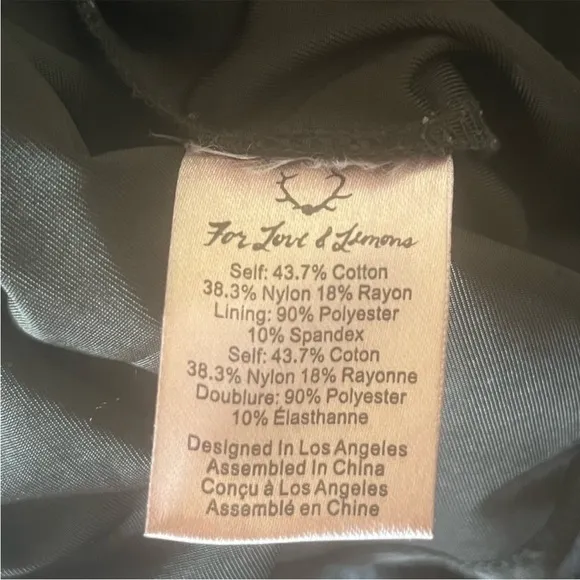 For Love & Lemons
Self: 43.7% Cotton
38.3% Nylon 18% Rayon
Lining: 90% Polyester
10% Spandex
Self: 43.7% Coton
38.3% Nylon 18% Rayonne
Doublure: 90% Polyester
10% Élasthanne
Designed In Los Angeles
Assembled In China
Conçu à Los Angeles
Assemblé en Chine